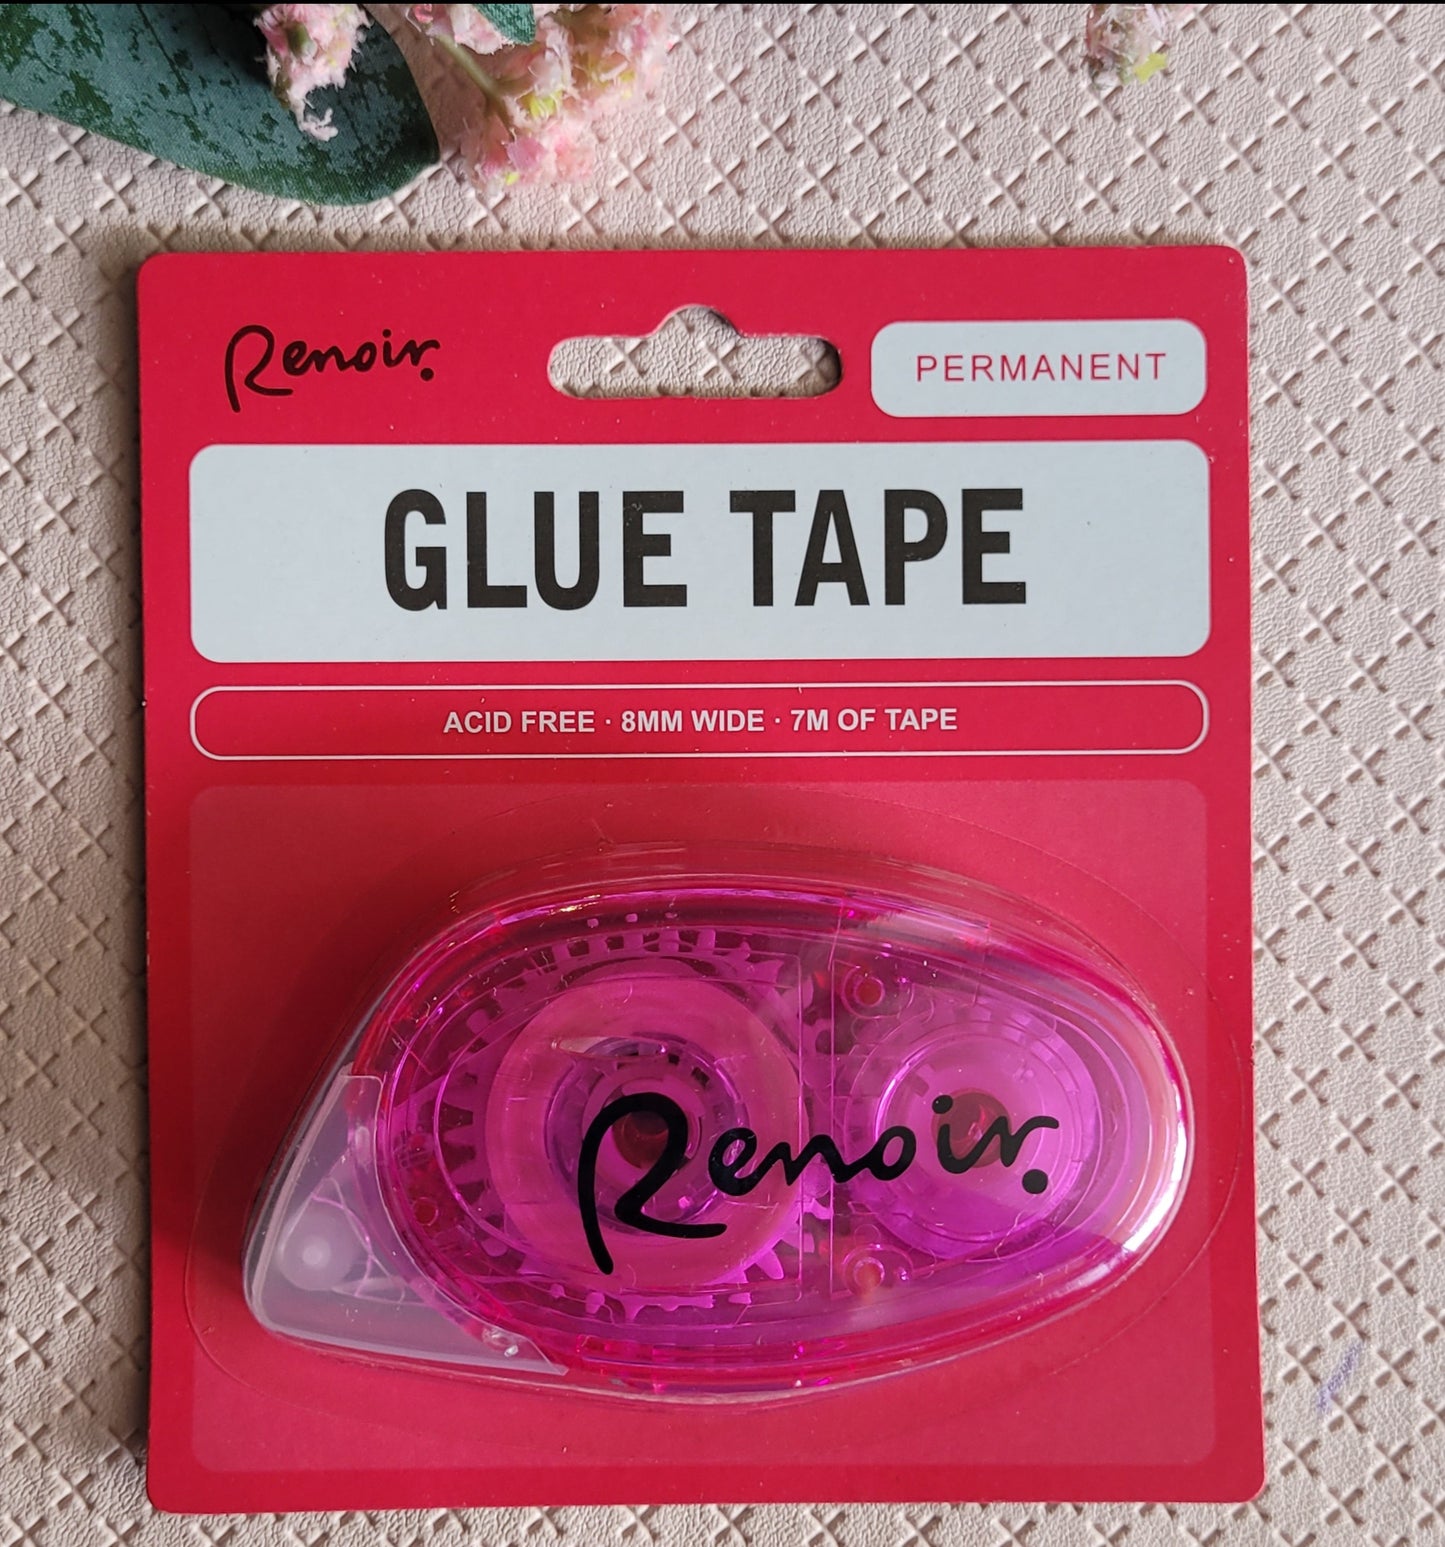 Renoir.
PERMANENT
GLUE TAPE
ACID FREE · 8MM WIDE · 7M OF TAPE
Renoir.